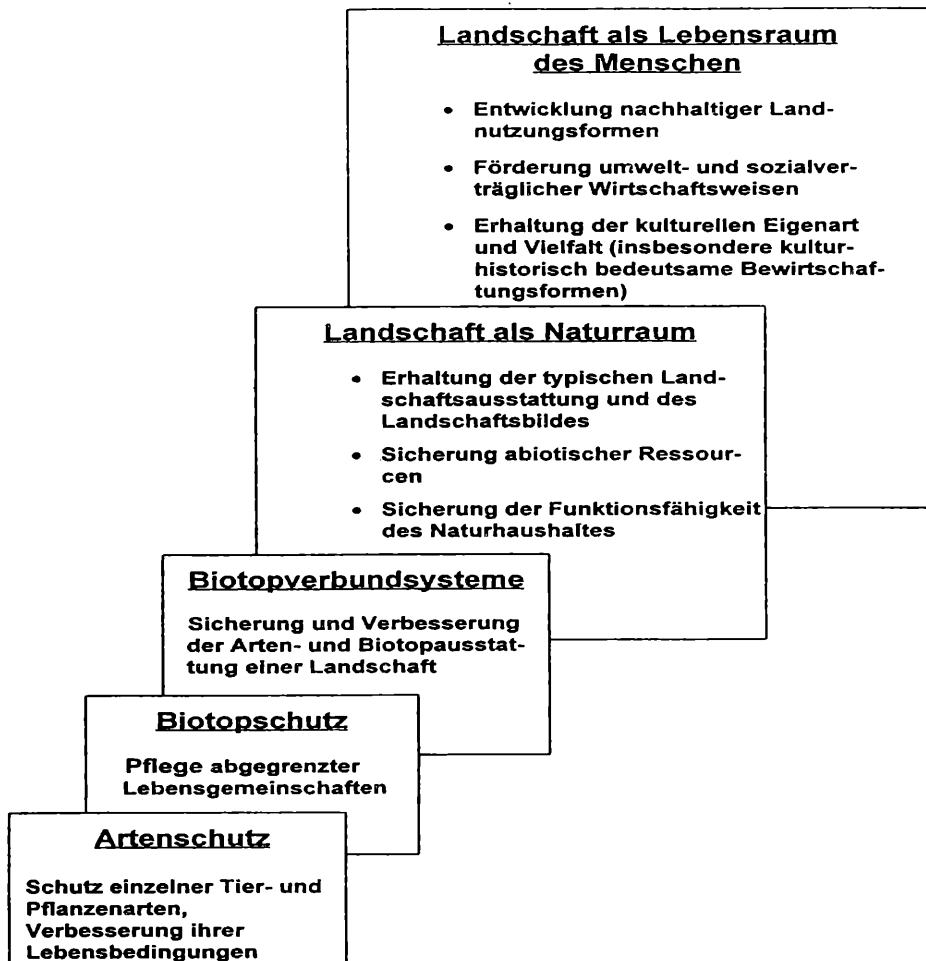 Landschaft als Lebensraum
des Menschen
• Entwicklung nachhaltiger Land-
nutzungsformen
• Förderung umwelt- und sozialver-
träglicher Wirtschaftsweisen
• Erhaltung der kulturellen Eigenart
und Vielfalt (insbesondere kultur-
historisch bedeutsame Bewirtschaf-
tungsformen)
Landschaft als Naturraum
• Erhaltung der typischen Land-
schaftsausstattung und des
Landschaftsbildes
• Sicherung abiotischer Ressour-
cen
• Sicherung der Funktionsfähigkeit
des Naturhaushaltes
Biotopverbundsysteme
Sicherung und Verbesserung
der Arten- und Biotopausstat-
tung einer Landschaft
Biotopschutz
Pflege abgegrenzter
Lebensgemeinschaften
Artenschutz
Schutz einzelner Tier- und
Pflanzenarten,
Verbesserung ihrer
Lebensbedingungen